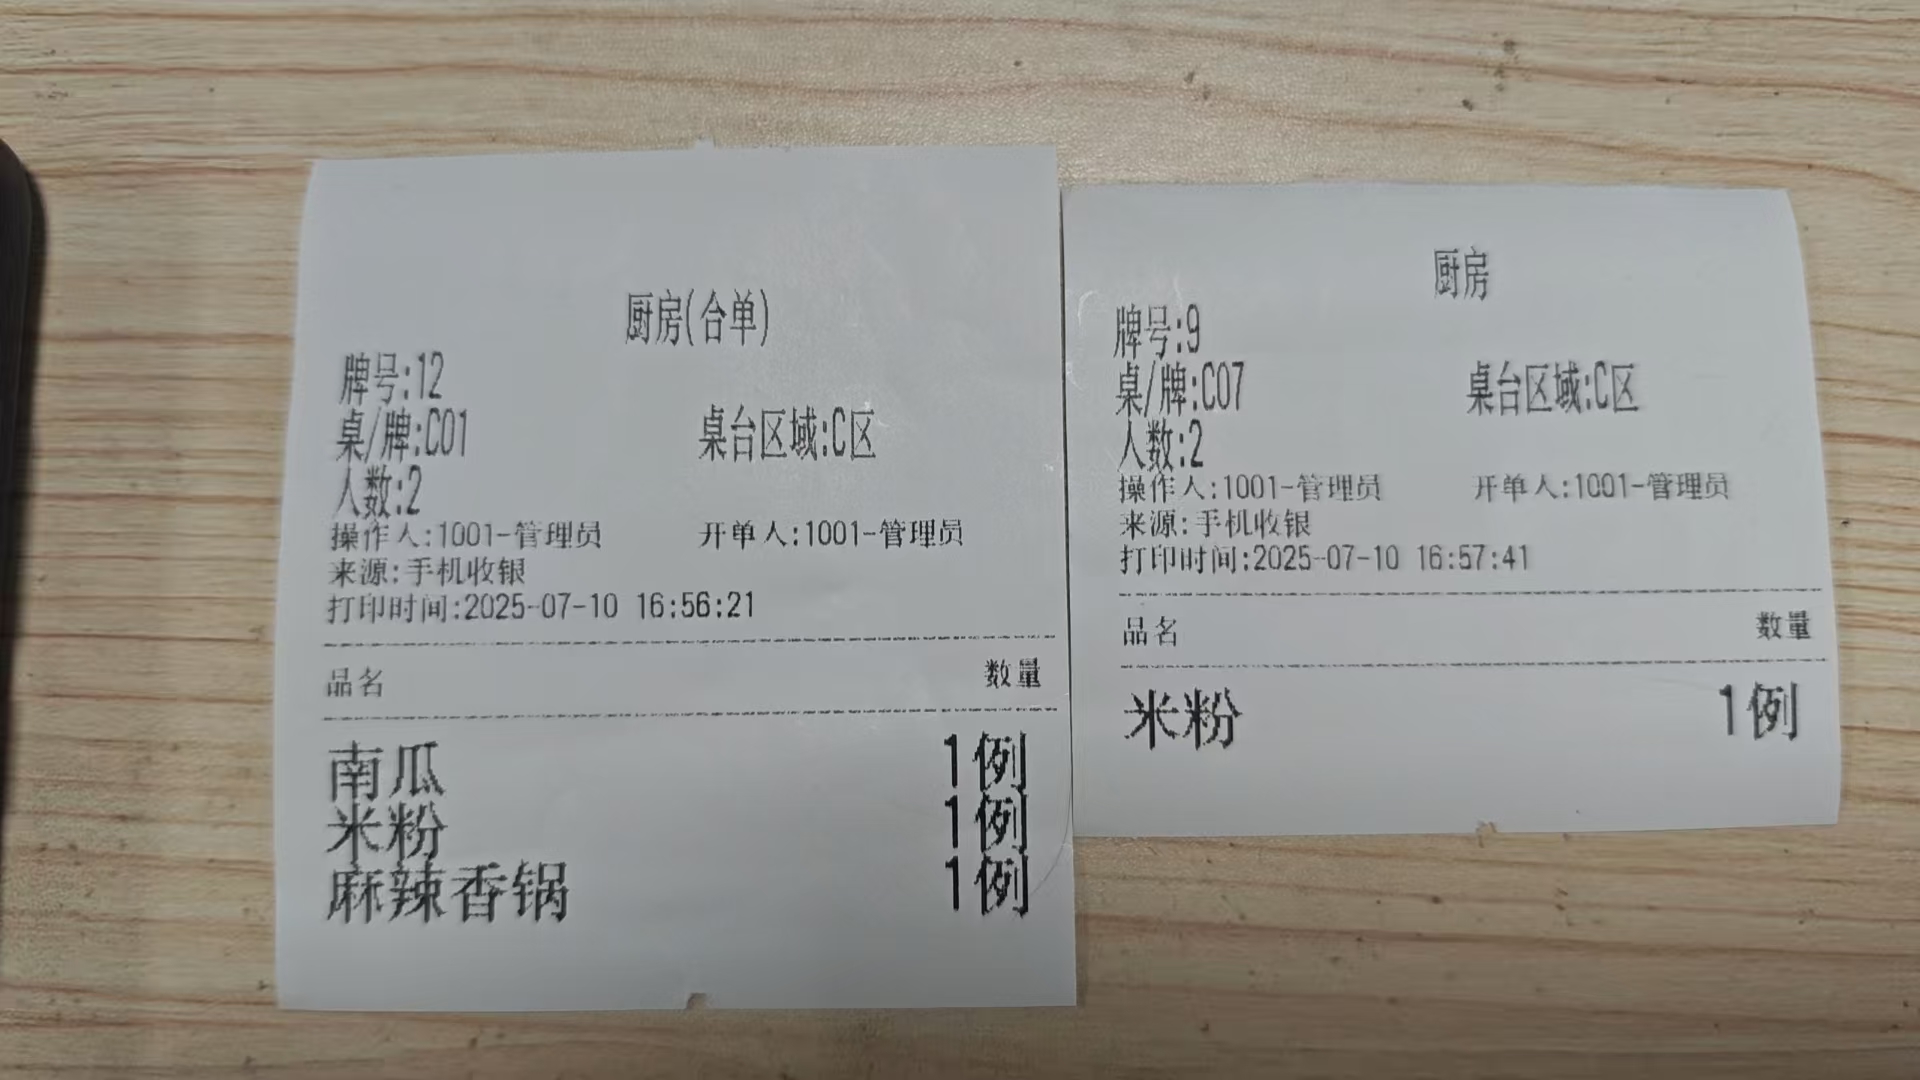 厨房(台单)
牌号:12
桌/牌:C01 桌台区域:C区
人数:2
操作人:1001-管理员 开单人:1001-管理员
来源:手机收银
打印时间:2025-07-10 16:56:21
品名 数量
南瓜 1例
米粉 1例
麻辣香锅 1例
厨房
牌号:9
桌/牌:C07 桌台区域:C区
人数:2
操作人:1001-管理员 开单人:1001-管理员
来源:手机收银
打印时间:2025-07-10 16:57:41
品名 数量
米粉 1例